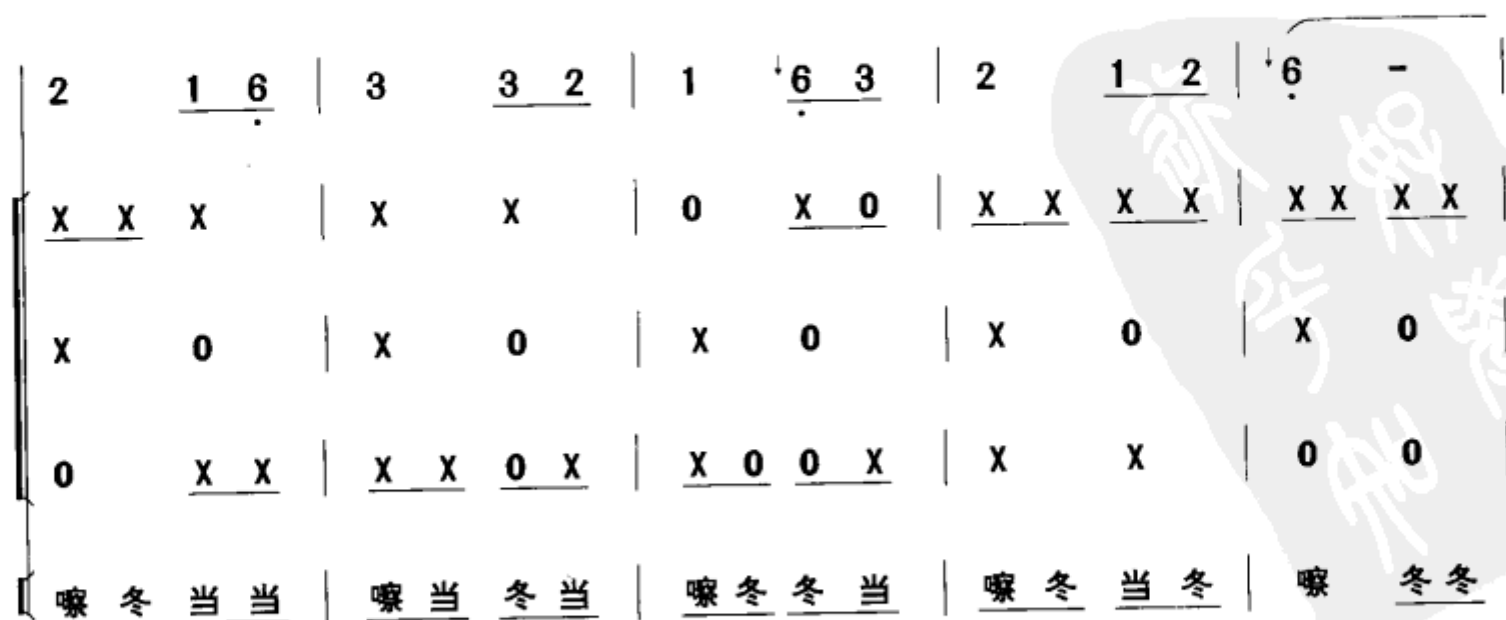 2 1 6 | 3 3 2 | 1 ↓6 3 | 2 1 2 | ↓6 - |
X X X | X X | 0 X 0 | X X X X | X X X X |
X 0 | X 0 | X 0 | X 0 | X 0 |
0 X X | X X 0 X | X 0 0 X | X X | 0 0 |
嚓 冬 当 当 | 嚓 当 冬 当 | 嚓 冬 冬 当 | 嚓 冬 当 冬 | 嚓 冬 冬 |